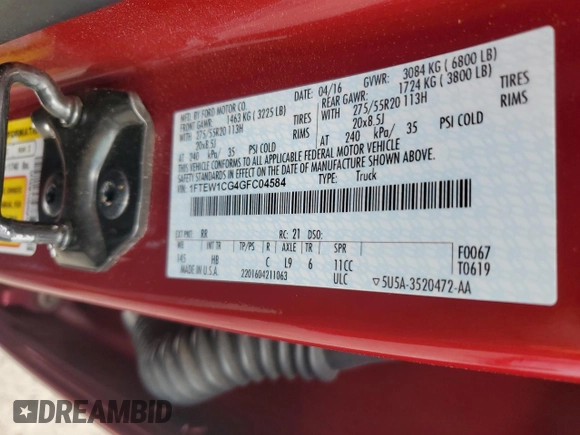 MFD. BY FORD MOTOR CO.
DATE: 04/16 GVWR: 3084 KG ( 6800 LB)
FRONT GAWR: 1463 KG ( 3225 LB) REAR GAWR: 1724 KG ( 3800 LB)
WITH 275/55R20 113H TIRES WITH 275/55R20 113H TIRES
20x8.5J RIMS 20x8.5J RIMS
AT 240 kPa/ 35 PSI COLD AT 240 kPa/ 35 PSI COLD
THIS VEHICLE CONFORMS TO ALL APPLICABLE FEDERAL MOTOR VEHICLE
SAFETY STANDARDS IN EFFECT ON THE DATE OF MANUFACTURE SHOWN ABOVE.
VIN: 1FTEW1CG4GFC04584 TYPE: Truck
EXT PNT: RR RC: 21 DSO:
WB INT TR TP/PS R AXLE TR SPR
145 HB C L9 6 11CC
F0067
T0619
MADE IN U.S.A. 2201604211063 ULC 5U5A-3520472-AA
DREAMBID